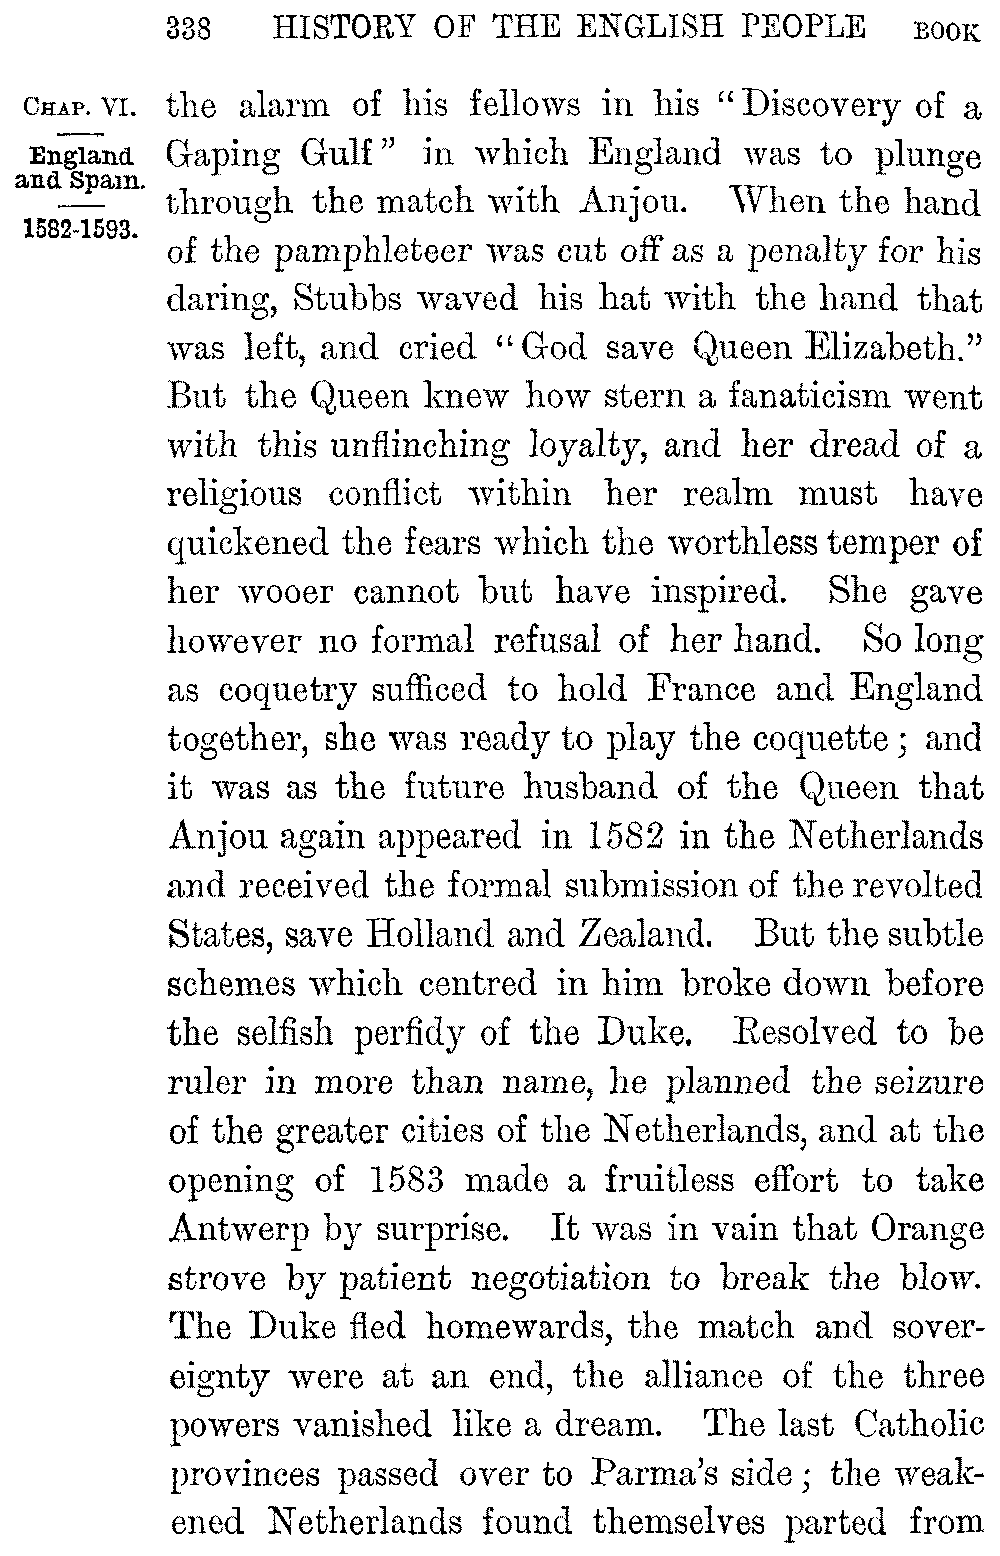 338 HISTORY OF THE ENGLISH PEOPLE BOOK
CHAP. VI.
England
and Spain.
1582-1593.
the alarm of his fellows in his “Discovery of a
Gaping Gulf” in which England was to plunge
through the match with Anjou. When the hand
of the pamphleteer was cut off as a penalty for his
daring, Stubbs waved his hat with the hand that
was left, and cried “God save Queen Elizabeth.”
But the Queen knew how stern a fanaticism went
with this unflinching loyalty, and her dread of a
religious conflict within her realm must have
quickened the fears which the worthless temper of
her wooer cannot but have inspired. She gave
however no formal refusal of her hand. So long
as coquetry sufficed to hold France and England
together, she was ready to play the coquette; and
it was as the future husband of the Queen that
Anjou again appeared in 1582 in the Netherlands
and received the formal submission of the revolted
States, save Holland and Zealand. But the subtle
schemes which centred in him broke down before
the selfish perfidy of the Duke. Resolved to be
ruler in more than name, he planned the seizure
of the greater cities of the Netherlands, and at the
opening of 1583 made a fruitless effort to take
Antwerp by surprise. It was in vain that Orange
strove by patient negotiation to break the blow.
The Duke fled homewards, the match and sover-
eignty were at an end, the alliance of the three
powers vanished like a dream. The last Catholic
provinces passed over to Parma's side; the weak-
ened Netherlands found themselves parted from